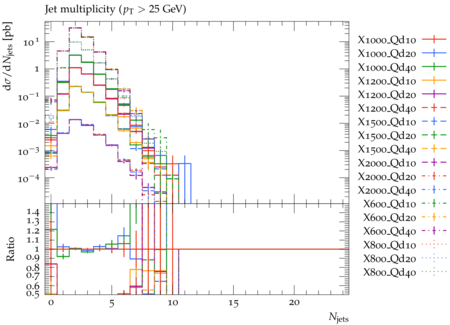 Jet multiplicity (pT > 25 GeV)
dσ/dNjets [pb]
10^1
1
10^−1
10^−2
10^−3
10^−4
X1000_Qd10
X1000_Qd20
X1000_Qd40
X1200_Qd10
X1200_Qd20
X1200_Qd40
X1500_Qd10
X1500_Qd20
X1500_Qd40
X2000_Qd10
X2000_Qd20
X2000_Qd40
X600_Qd10
X600_Qd20
X600_Qd40
X800_Qd10
X800_Qd20
X800_Qd40
Ratio
1.4
1.3
1.2
1.1
1
0.9
0.8
0.7
0.6
0.5
0 5 10 15 20
Njets